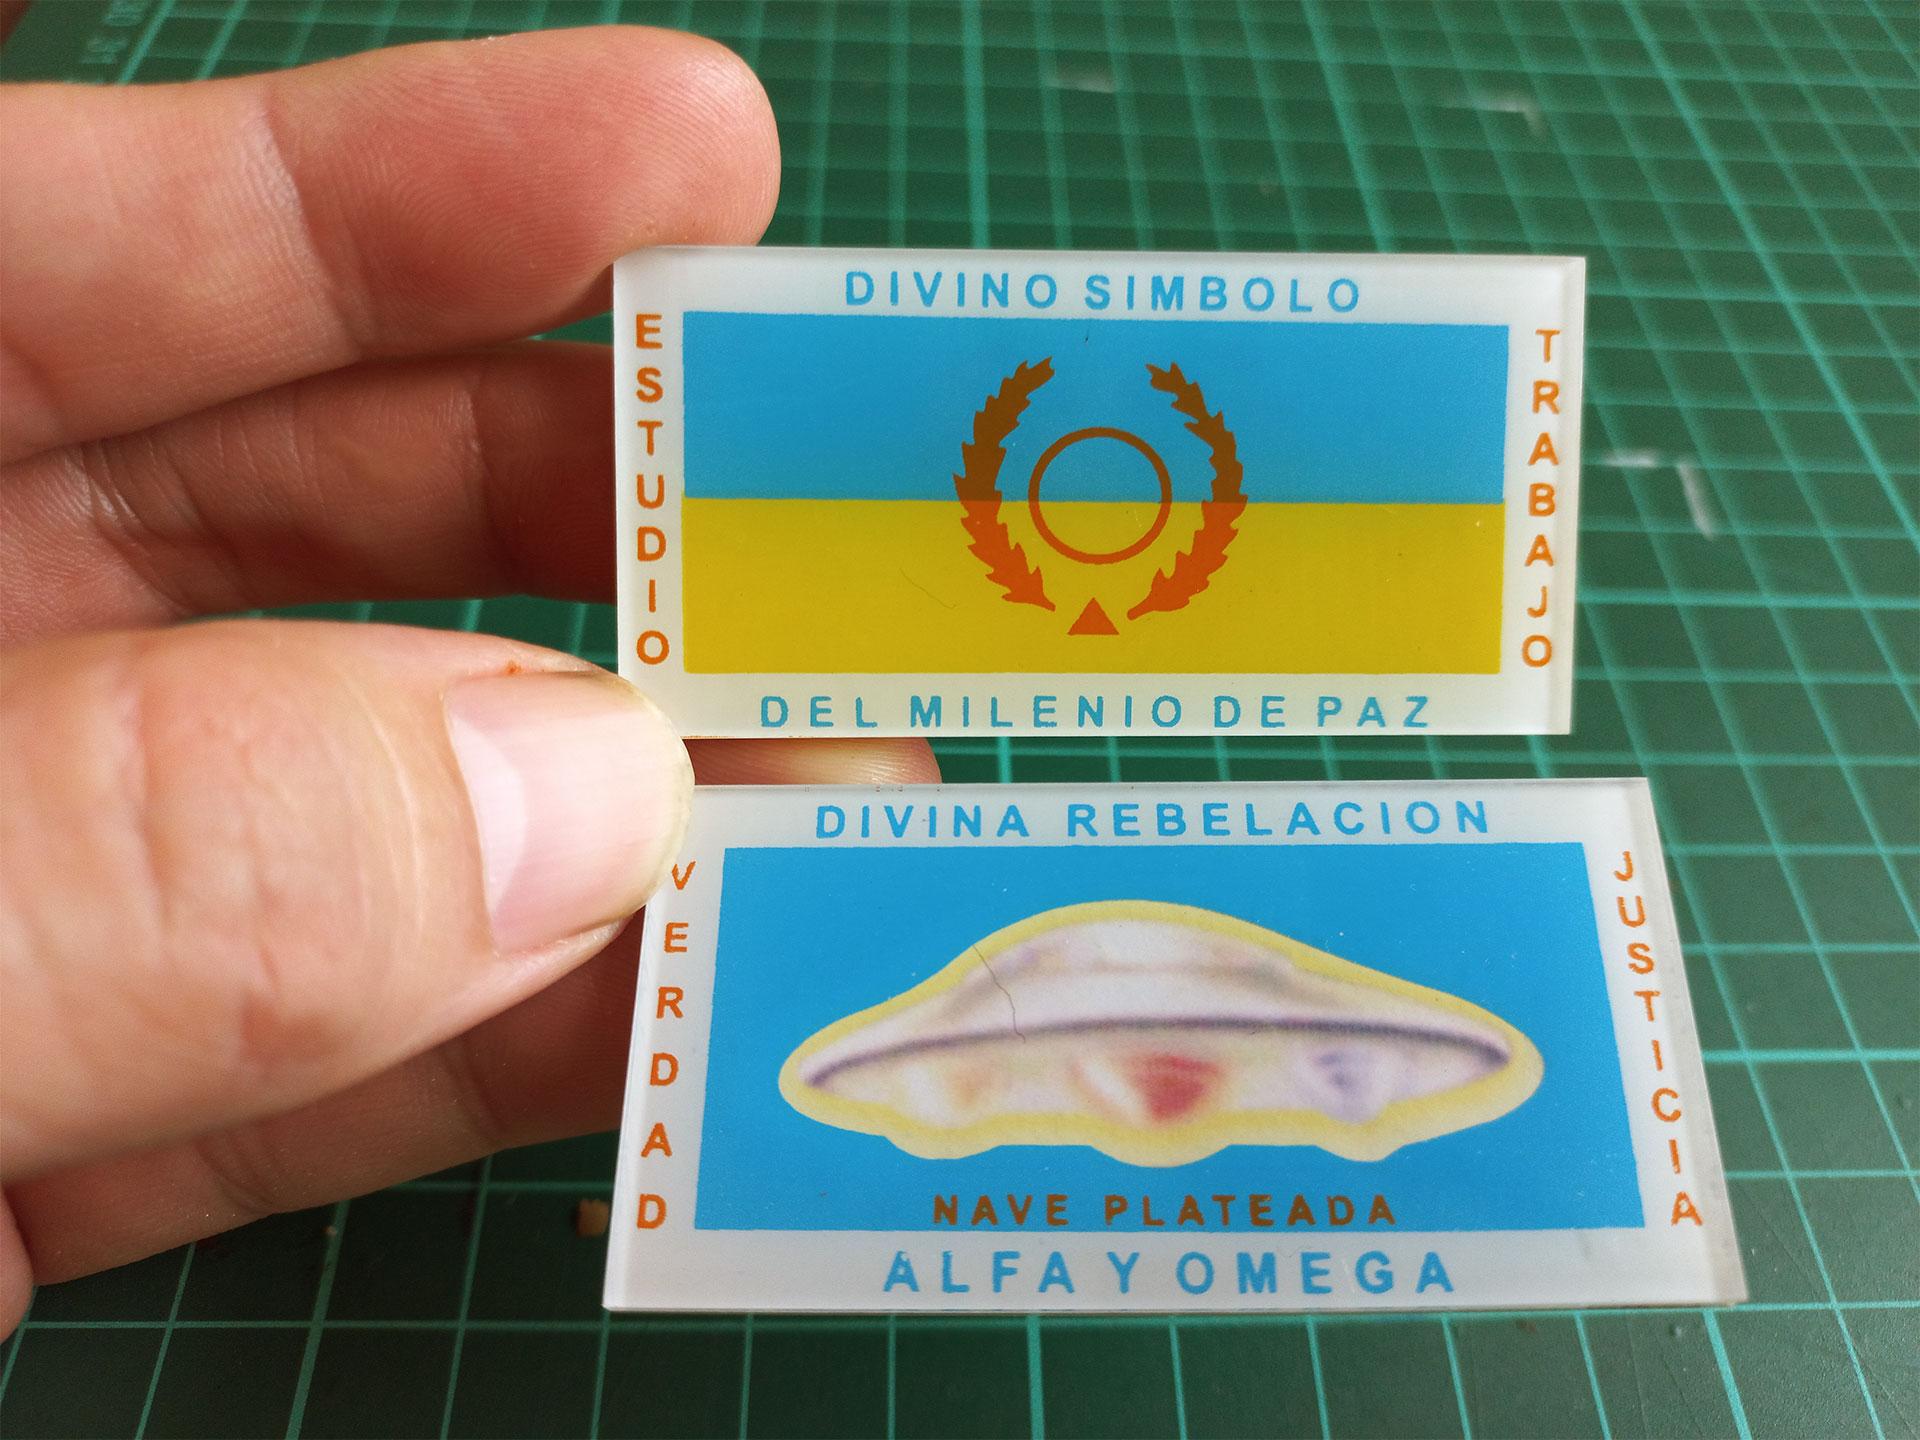 DIVINO SIMBOLO
ESTUDIO
TRABAJO
DEL MILENIO DE PAZ
DIVINA REBELACION
VERDAD
JUSTICIA
NAVE PLATEADA
ALFA Y OMEGA